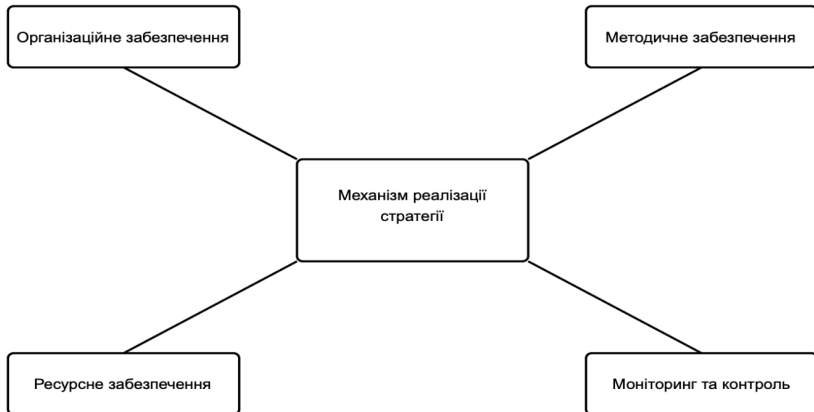 Організаційне забезпечення
Методичне забезпечення
Механізм реалізації
стратегії
Ресурсне забезпечення
Моніторинг та контроль